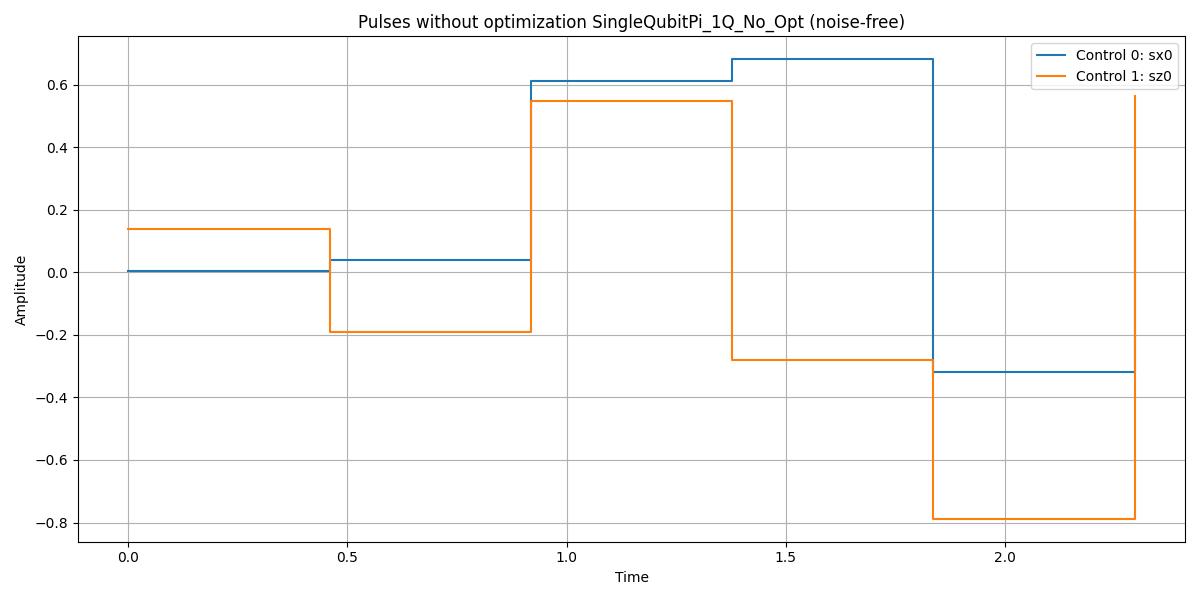 Pulses without optimization SingleQubitPi_1Q_No_Opt (noise-free)
Control 0: sx0
Control 1: sz0
Amplitude
0.6
0.4
0.2
0.0
−0.2
−0.4
−0.6
−0.8
0.0 0.5 1.0 1.5 2.0
Time